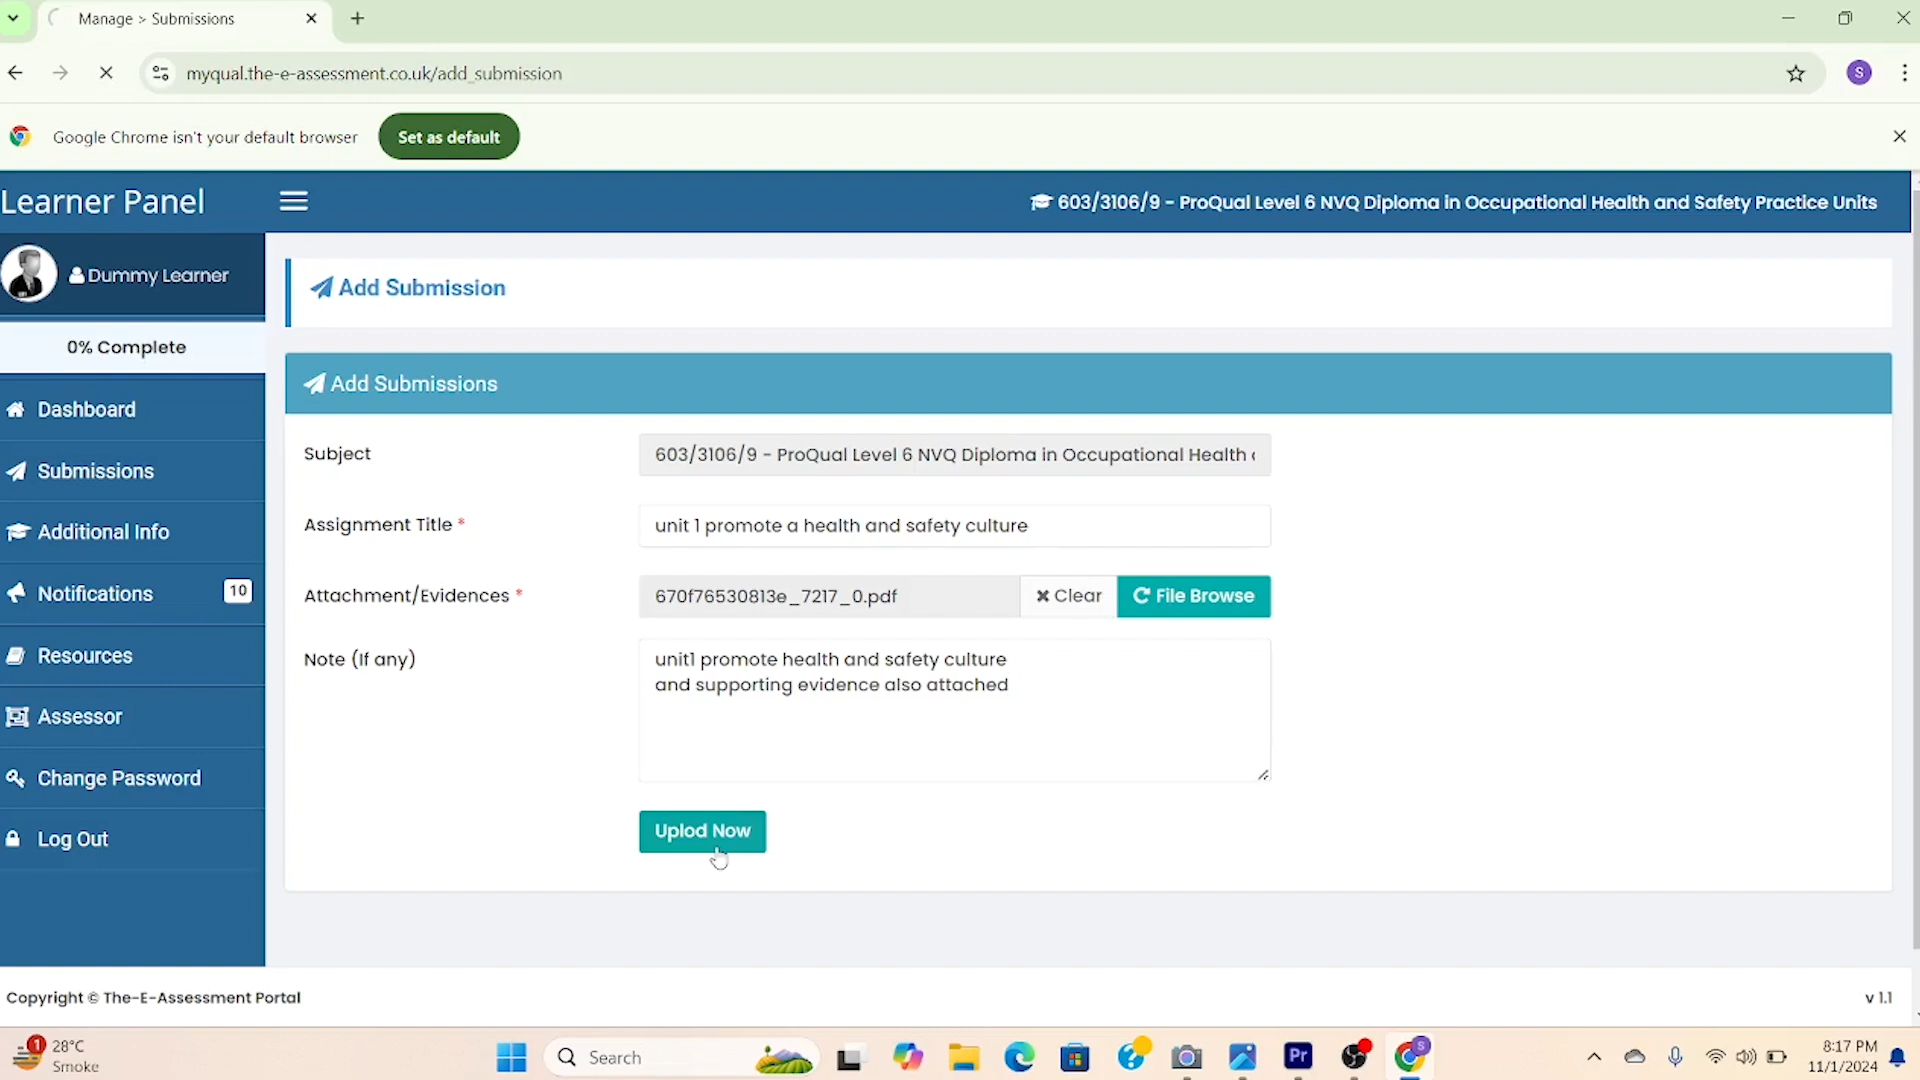 Manage > Submissions
myqual.the-e-assessment.co.uk/add_submission
S
Google Chrome isn't your default browser
Set as default
Learner Panel
603/3106/9 - ProQual Level 6 NVQ Diploma in Occupational Health and Safety Practice Units
Dummy Learner
0% Complete
Dashboard
Submissions
Additional Info
Notifications 10
Resources
Assessor
Change Password
Log Out
Add Submission
Add Submissions
Subject
603/3106/9 - ProQual Level 6 NVQ Diploma in Occupational Health
Assignment Title *
unit 1 promote a health and safety culture
Attachment/Evidences *
670f76530813e_7217_0.pdf
Clear
File Browse
Note (If any)
unit1 promote health and safety culture
and supporting evidence also attached
Uplod Now
Copyright © The-E-Assessment Portal
v 1.1
1
28°C
Smoke
Search
Pr
S
8:17 PM
11/1/2024